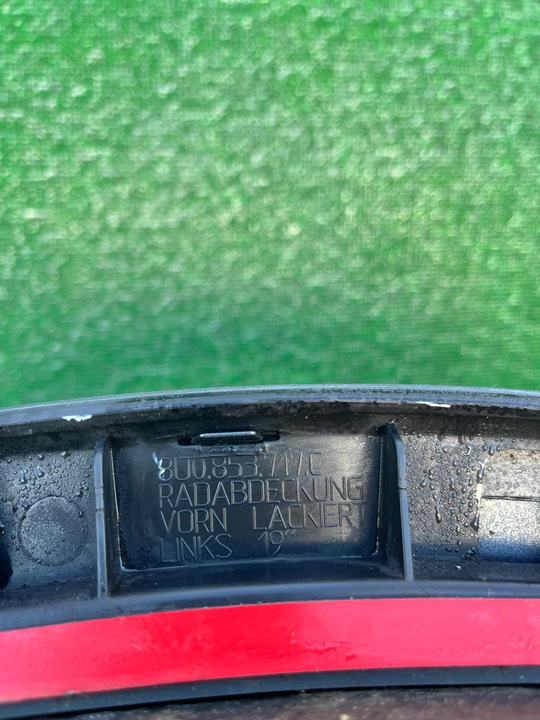 8U0.853.717.C
RADABDECKUNG
VORN LACKIERT
LINKS 19"